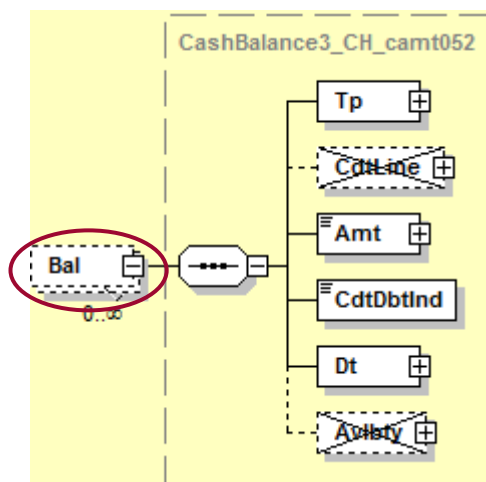 CashBalance3_CH_camt052
Tp
CdtLine
Amt
Bal
0..∞
CdtDbtInd
Dt
Avlbty